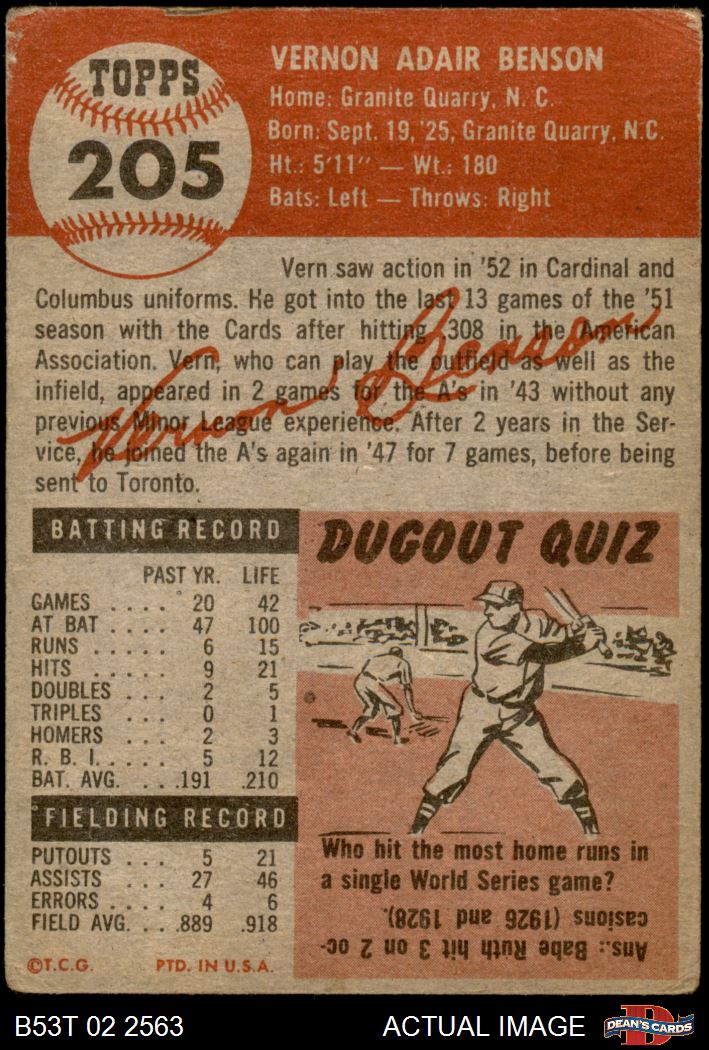 TOPPS
205
VERNON ADAIR BENSON
Home: Granite Quarry, N. C.
Born: Sept. 19, '25, Granite Quarry, N.C.
Ht.: 5'11" — Wt.: 180
Bats: Left — Throws: Right
Vern saw action in '52 in Cardinal and
Columbus uniforms. He got into the last 13 games of the '51
season with the Cards after hitting .308 in the American
Association. Vern, who can play the outfield as well as the
infield, appeared in 2 games for the A's in '43 without any
previous Minor League experience. After 2 years in the Ser-
vice, he joined the A's again in '47 for 7 games, before being
sent to Toronto.
Vernon Benson
BATTING RECORD
PAST YR. LIFE
GAMES .... 20 42
AT BAT .... 47 100
RUNS ..... 6 15
HITS ..... 9 21
DOUBLES ... 2 5
TRIPLES ... 0 1
HOMERS ... 2 3
R. B. I. .... 5 12
BAT. AVG. ... .191 .210
FIELDING RECORD
PUTOUTS ... 5 21
ASSISTS ... 27 46
ERRORS .... 4 6
FIELD AVG. ... .889 .918
©T.C.G. PTD. IN U.S.A.
DUGOUT QUIZ
Who hit the most home runs in
a single World Series game?
Ans.: Babe Ruth hit 3 on 2 oc-
casions (1926 and 1928).
B53T 02 2563
ACTUAL IMAGE
D
DEAN'S CARDS